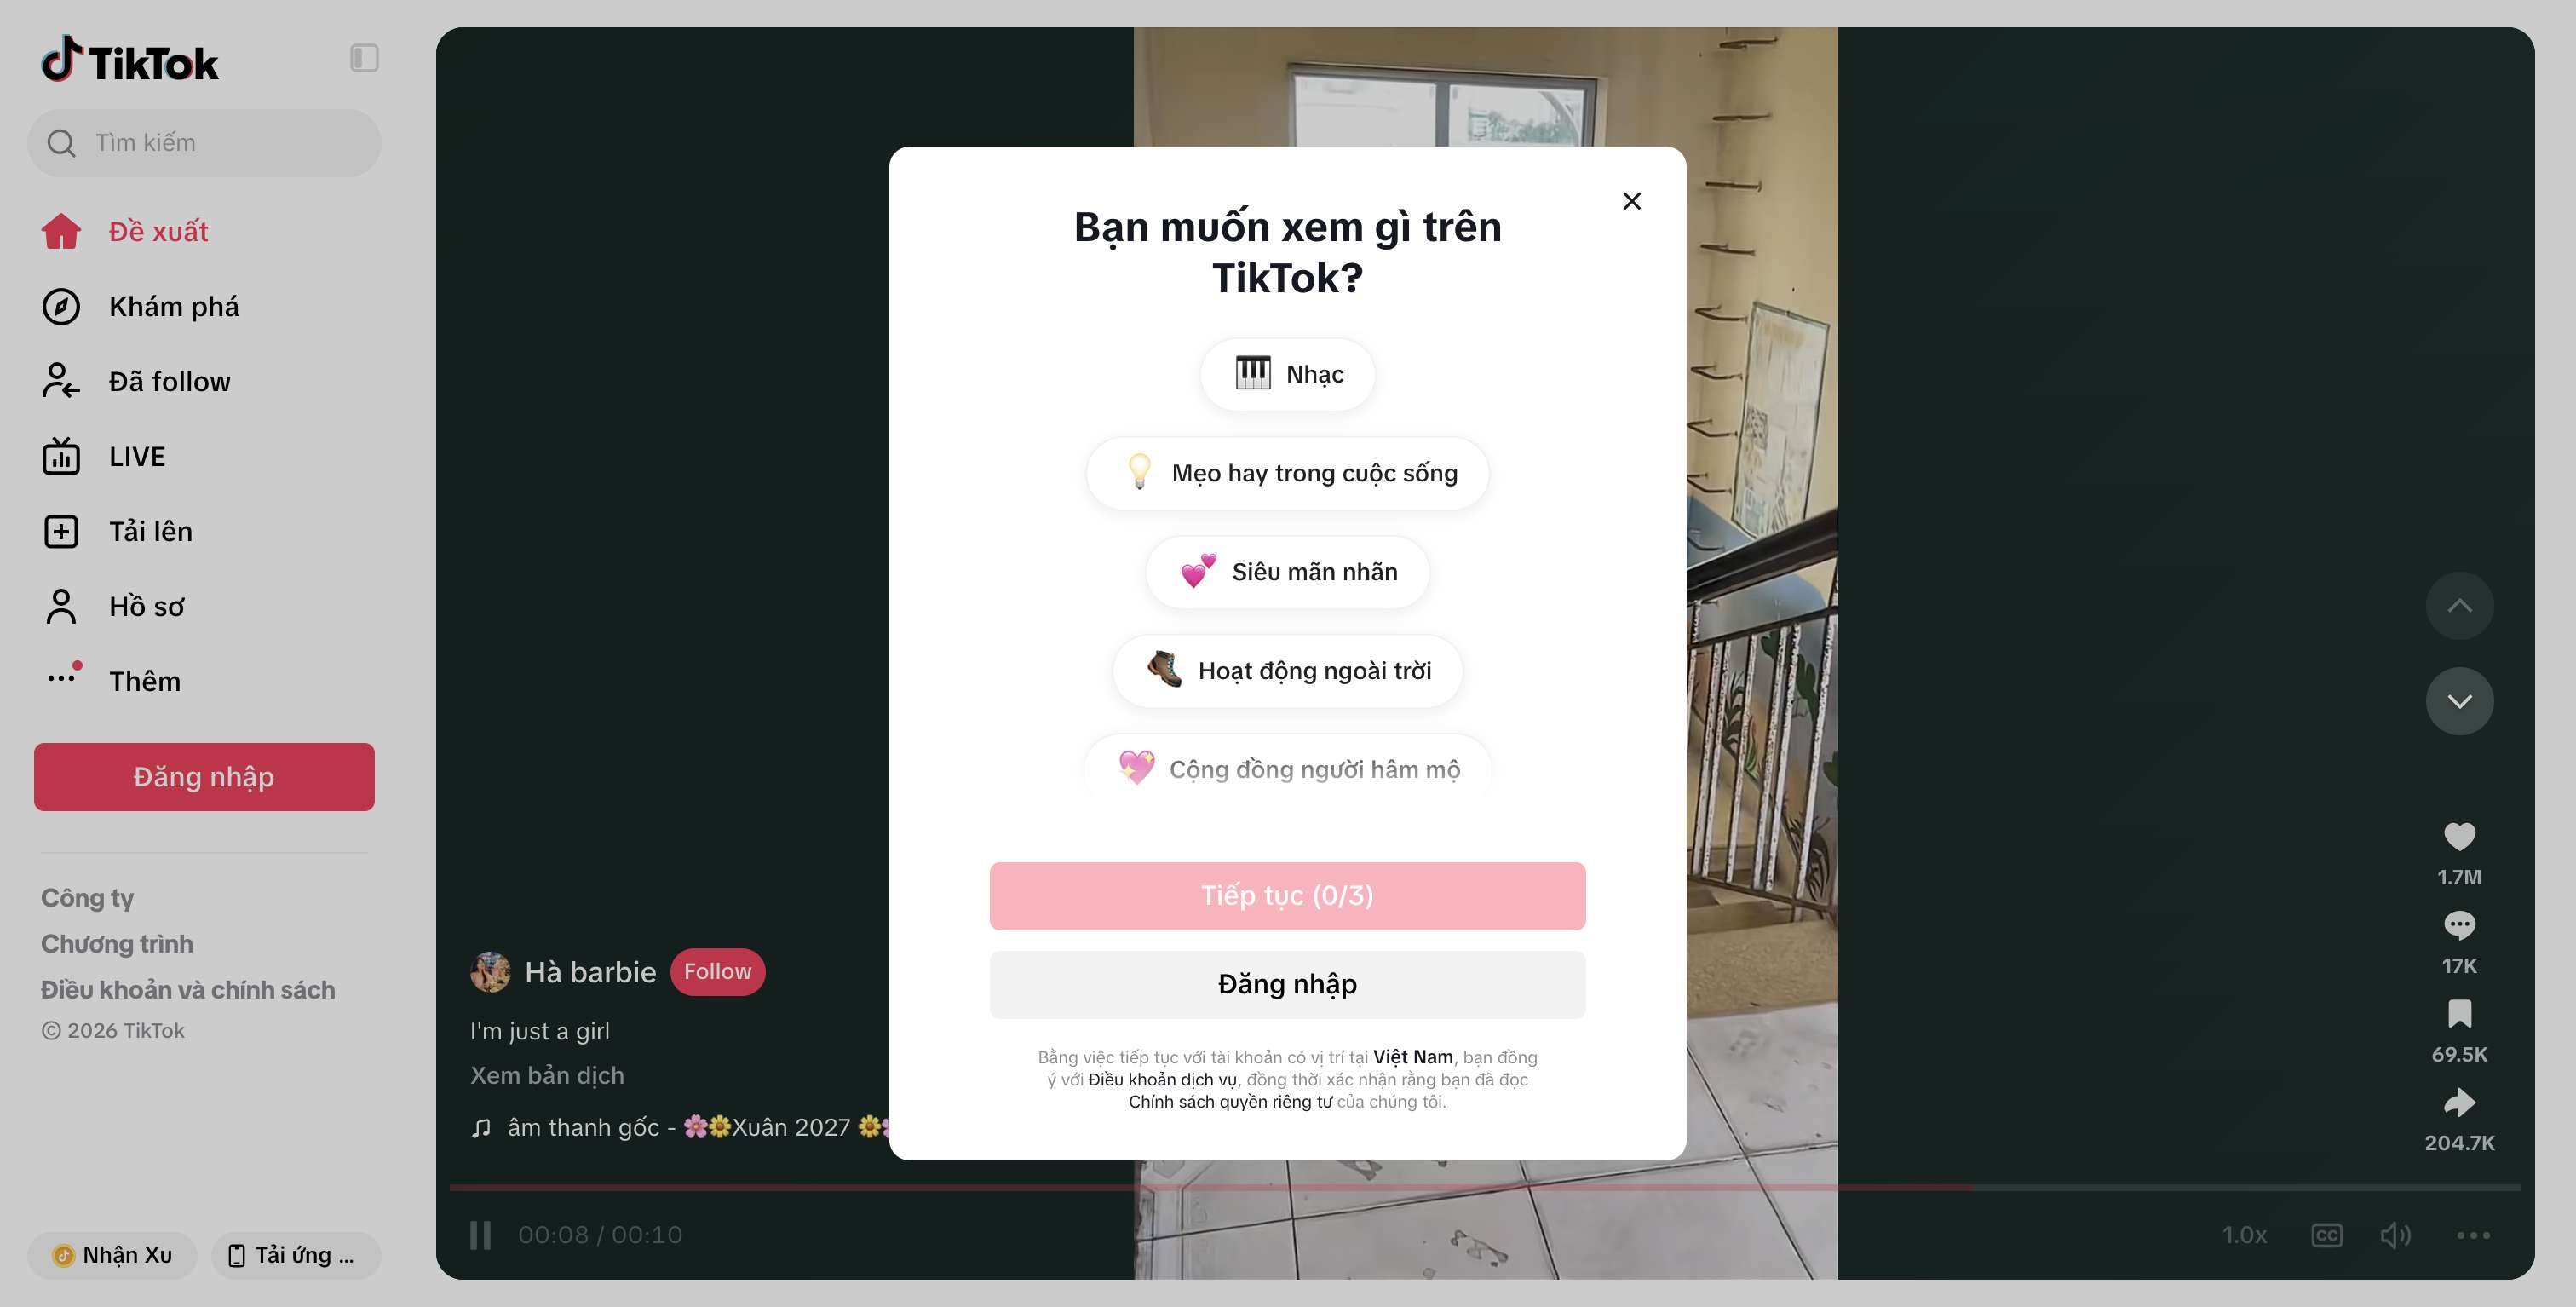 TikTok
Tìm kiếm
Đề xuất
Khám phá
Đã follow
LIVE
Tải lên
Hồ sơ
Thêm
Đăng nhập
Công ty
Chương trình
Điều khoản và chính sách
© 2026 TikTok
Nhận Xu
Tải ứng ...
Bạn muốn xem gì trên
TikTok?
🎹 Nhạc
💡 Mẹo hay trong cuộc sống
💕 Siêu mãn nhãn
🥾 Hoạt động ngoài trời
💖 Cộng đồng người hâm mộ
Tiếp tục (0/3)
Đăng nhập
Bằng việc tiếp tục với tài khoản có vị trí tại Việt Nam, bạn đồng
ý với Điều khoản dịch vụ, đồng thời xác nhận rằng bạn đã đọc
Chính sách quyền riêng tư của chúng tôi.
Hà barbie Follow
I'm just a girl
Xem bản dịch
âm thanh gốc - 🌸🌼Xuân 2027 🌼
00:08 / 00:10
1.7M
17K
69.5K
204.7K
1.0x
CC